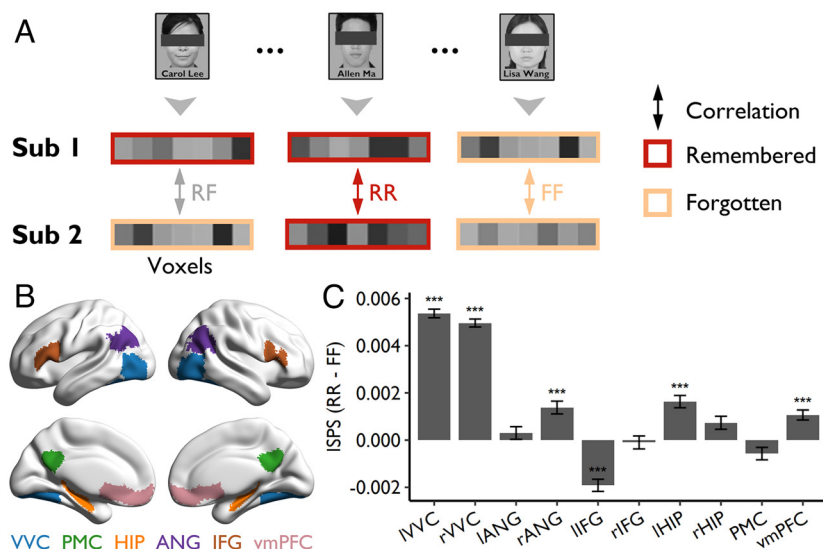 A
Carol Lee
...
Allen Ma
...
Lisa Wang
Sub 1
Sub 2
RF
RR
FF
Voxels
Correlation
Remembered
Forgotten
B
VVC PMC HIP ANG IFG vmPFC
C
ISPS (RR - FF)
0.006
0.004
0.002
0.000
-0.002
***
***
***
***
***
***
lVVC
rVVC
lANG
rANG
lIFG
rIFG
lHIP
rHIP
PMC
vmPFC